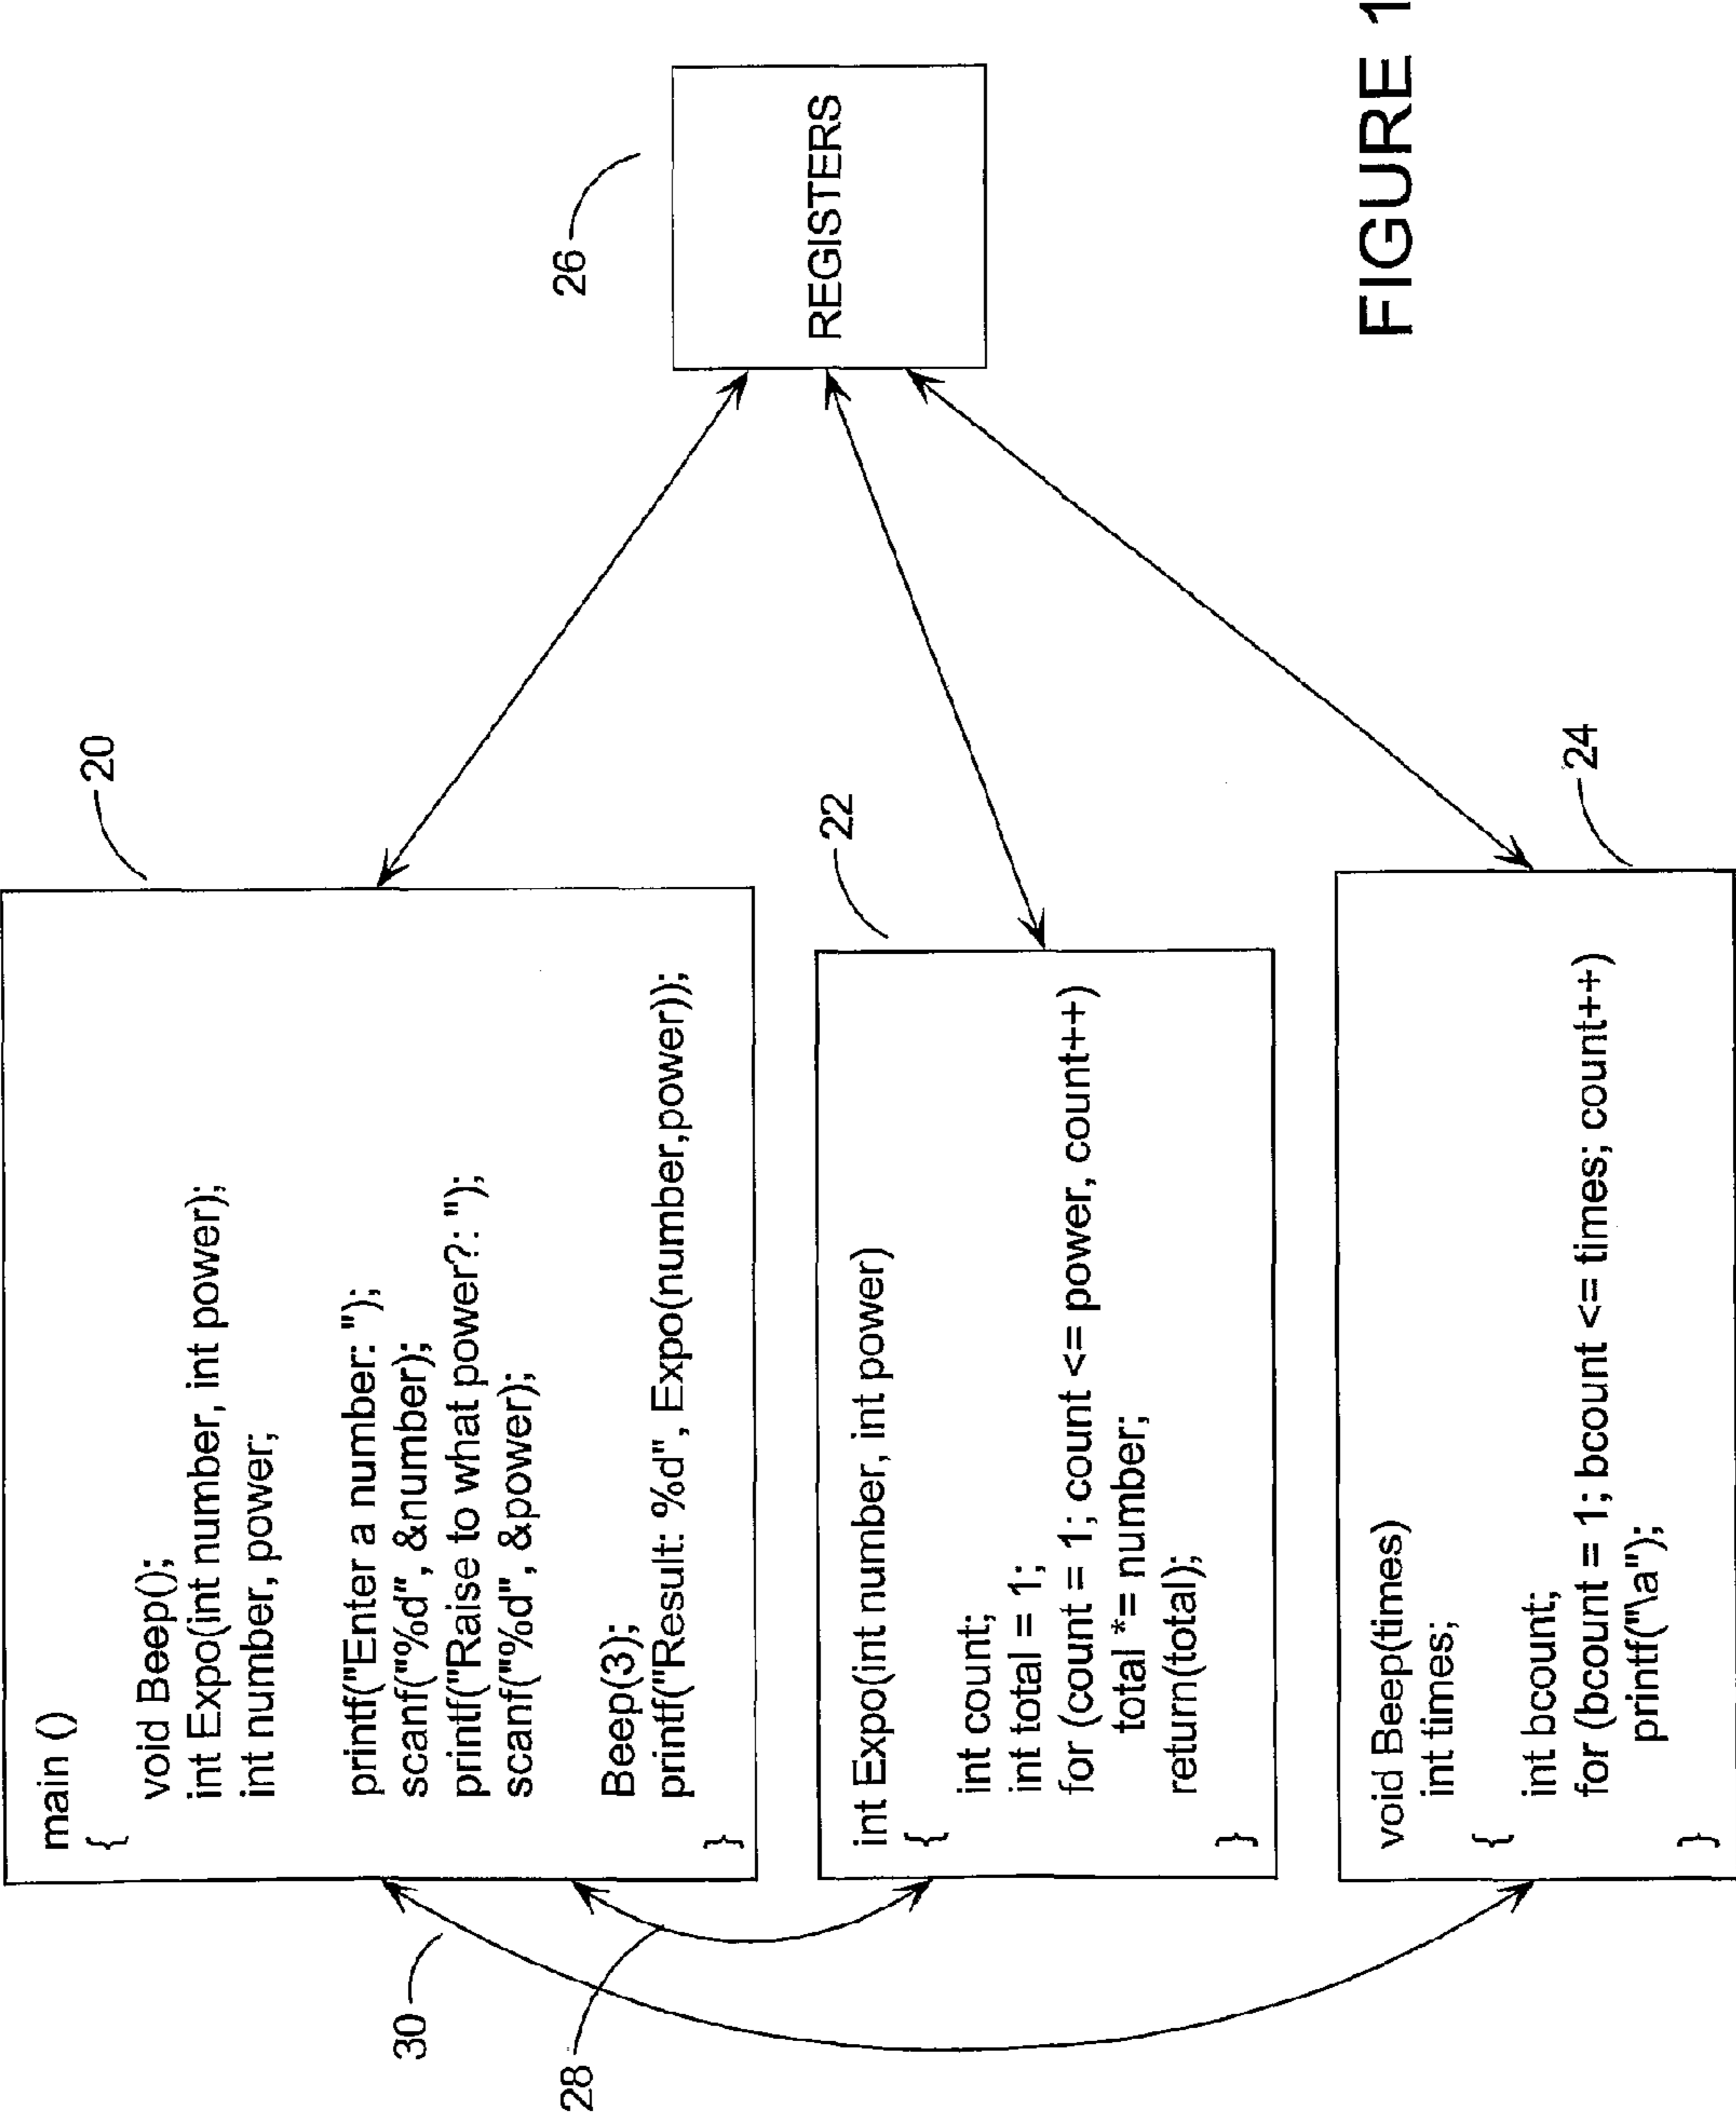 20
main ()
{
void Beep();
int Expo(int number, int power);
int number, power;
printf("Enter a number: ");
scanf("%d", &number);
printf("Raise to what power?: ");
scanf("%d", &power);
Beep(3);
printf("Result: %d", Expo(number,power));
}
30
28
22
int Expo(int number, int power)
{
int count;
int total = 1;
for (count = 1; count <= power, count++)
total *= number;
return(total);
}
24
void Beep(times)
int times;
{
int bcount;
for (bcount = 1; bcount <= times; count++)
printf("\a");
}
26
REGISTERS
FIGURE 1